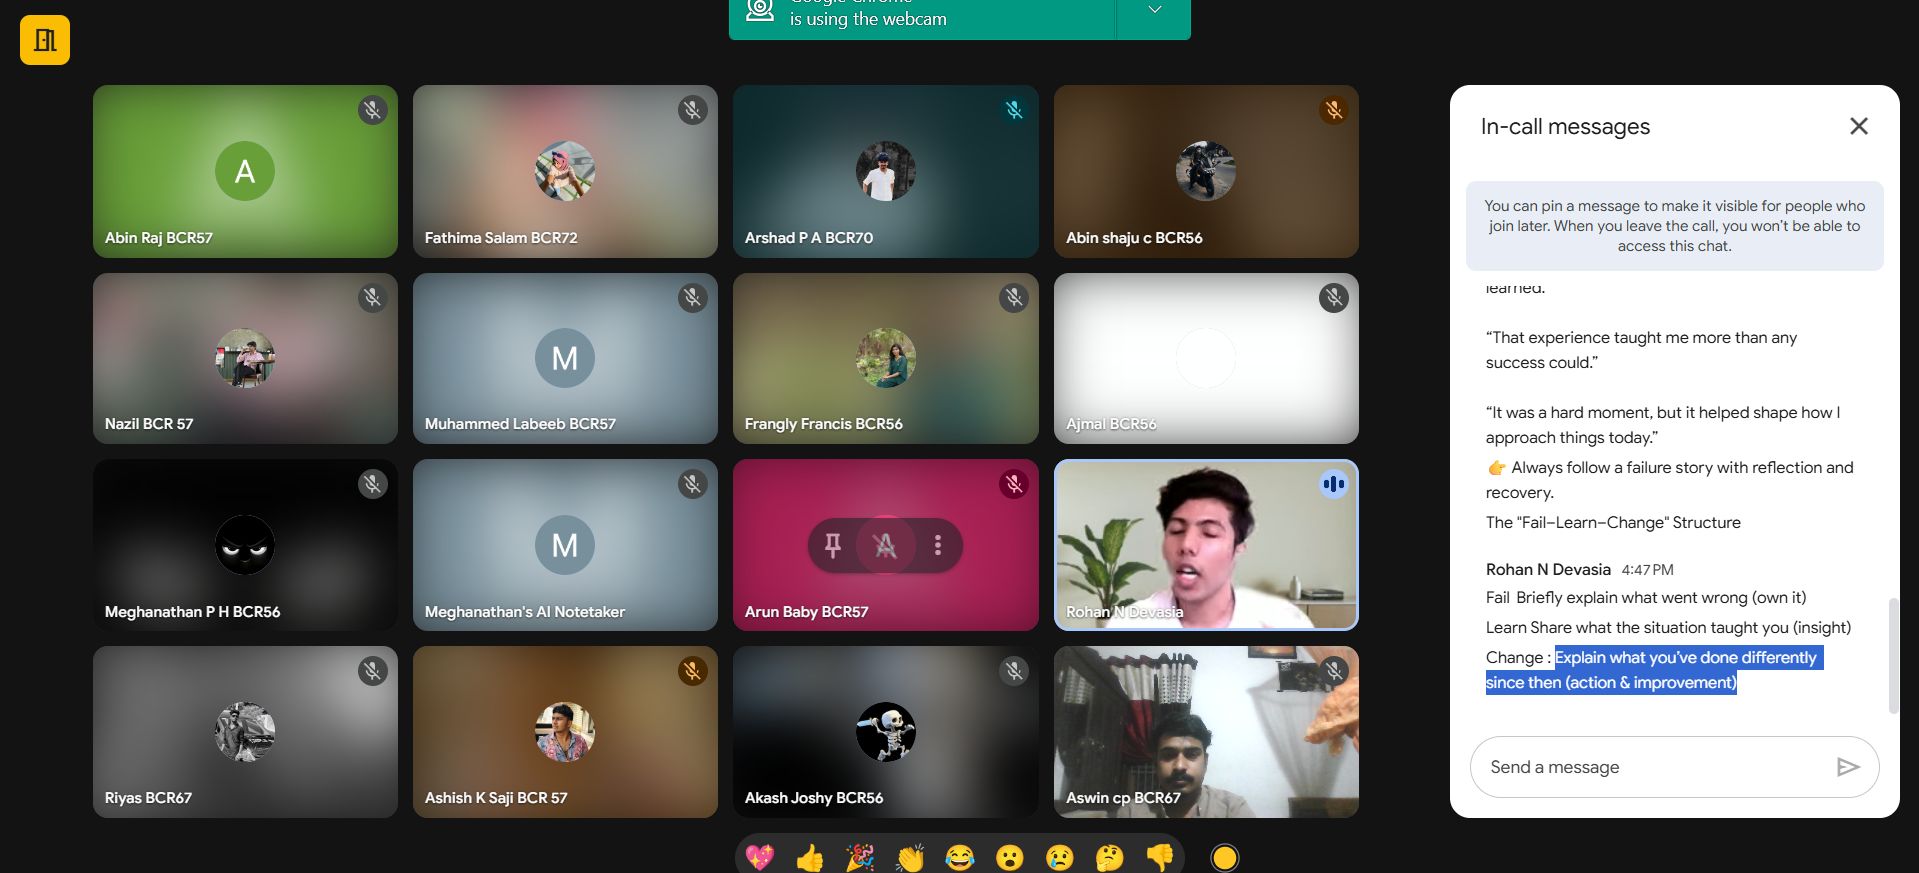 is using the webcam
A
Abin Raj BCR57
Fathima Salam BCR72
Arshad P A BCR70
Abin shaju c BCR56
Nazil BCR 57
M
Muhammed Labeeb BCR57
Frangly Francis BCR56
Ajmal BCR56
Meghanathan P H BCR56
M
Meghanathan's AI Notetaker
A
Arun Baby BCR57
Rohan N Devasia
Riyas BCR67
Ashish K Saji BCR 57
Akash Joshy BCR56
Aswin cp BCR67
In-call messages
You can pin a message to make it visible for people who
join later. When you leave the call, you won't be able to
access this chat.
learned.
“That experience taught me more than any
success could.”
“It was a hard moment, but it helped shape how I
approach things today.”
👉 Always follow a failure story with reflection and
recovery.
The "Fail–Learn–Change" Structure
Rohan N Devasia 4:47 PM
Fail Briefly explain what went wrong (own it)
Learn Share what the situation taught you (insight)
Change : Explain what you’ve done differently
since then (action & improvement)
Send a message